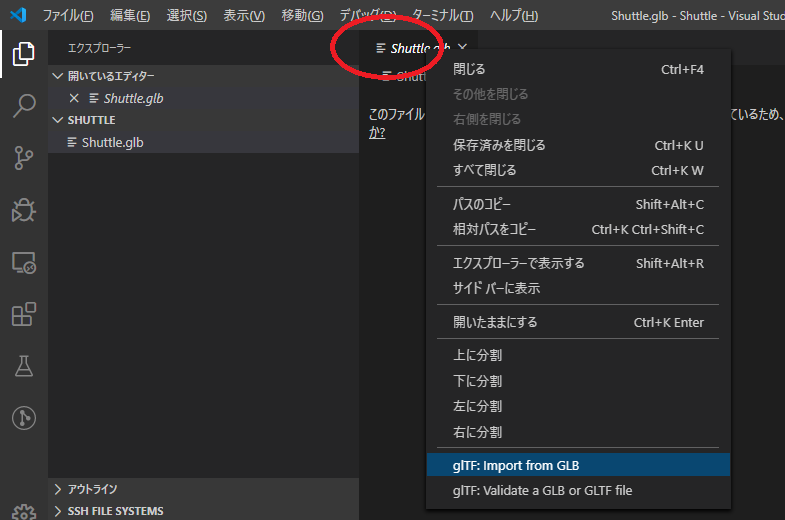 ファイル(F) 編集(E) 選択(S) 表示(V) 移動(G) デバッグ(D) ターミナル(T) ヘルプ(H) Shuttle.glb - Shuttle - Visual Stu
エクスプローラー
Shuttle.glb
開いているエディター
Shuttle.glb
SHUTTLE
Shuttle.glb
アウトライン
SSH FILE SYSTEMS
Shutt
このファイル
ているため、
か?
閉じる Ctrl+F4
その他を閉じる
右側を閉じる
保存済みを閉じる Ctrl+K U
すべて閉じる Ctrl+K W
パスのコピー Shift+Alt+C
相対パスをコピー Ctrl+K Ctrl+Shift+C
エクスプローラーで表示する Shift+Alt+R
サイド バーに表示
開いたままにする Ctrl+K Enter
上に分割
下に分割
左に分割
右に分割
glTF: Import from GLB
glTF: Validate a GLB or GLTF file